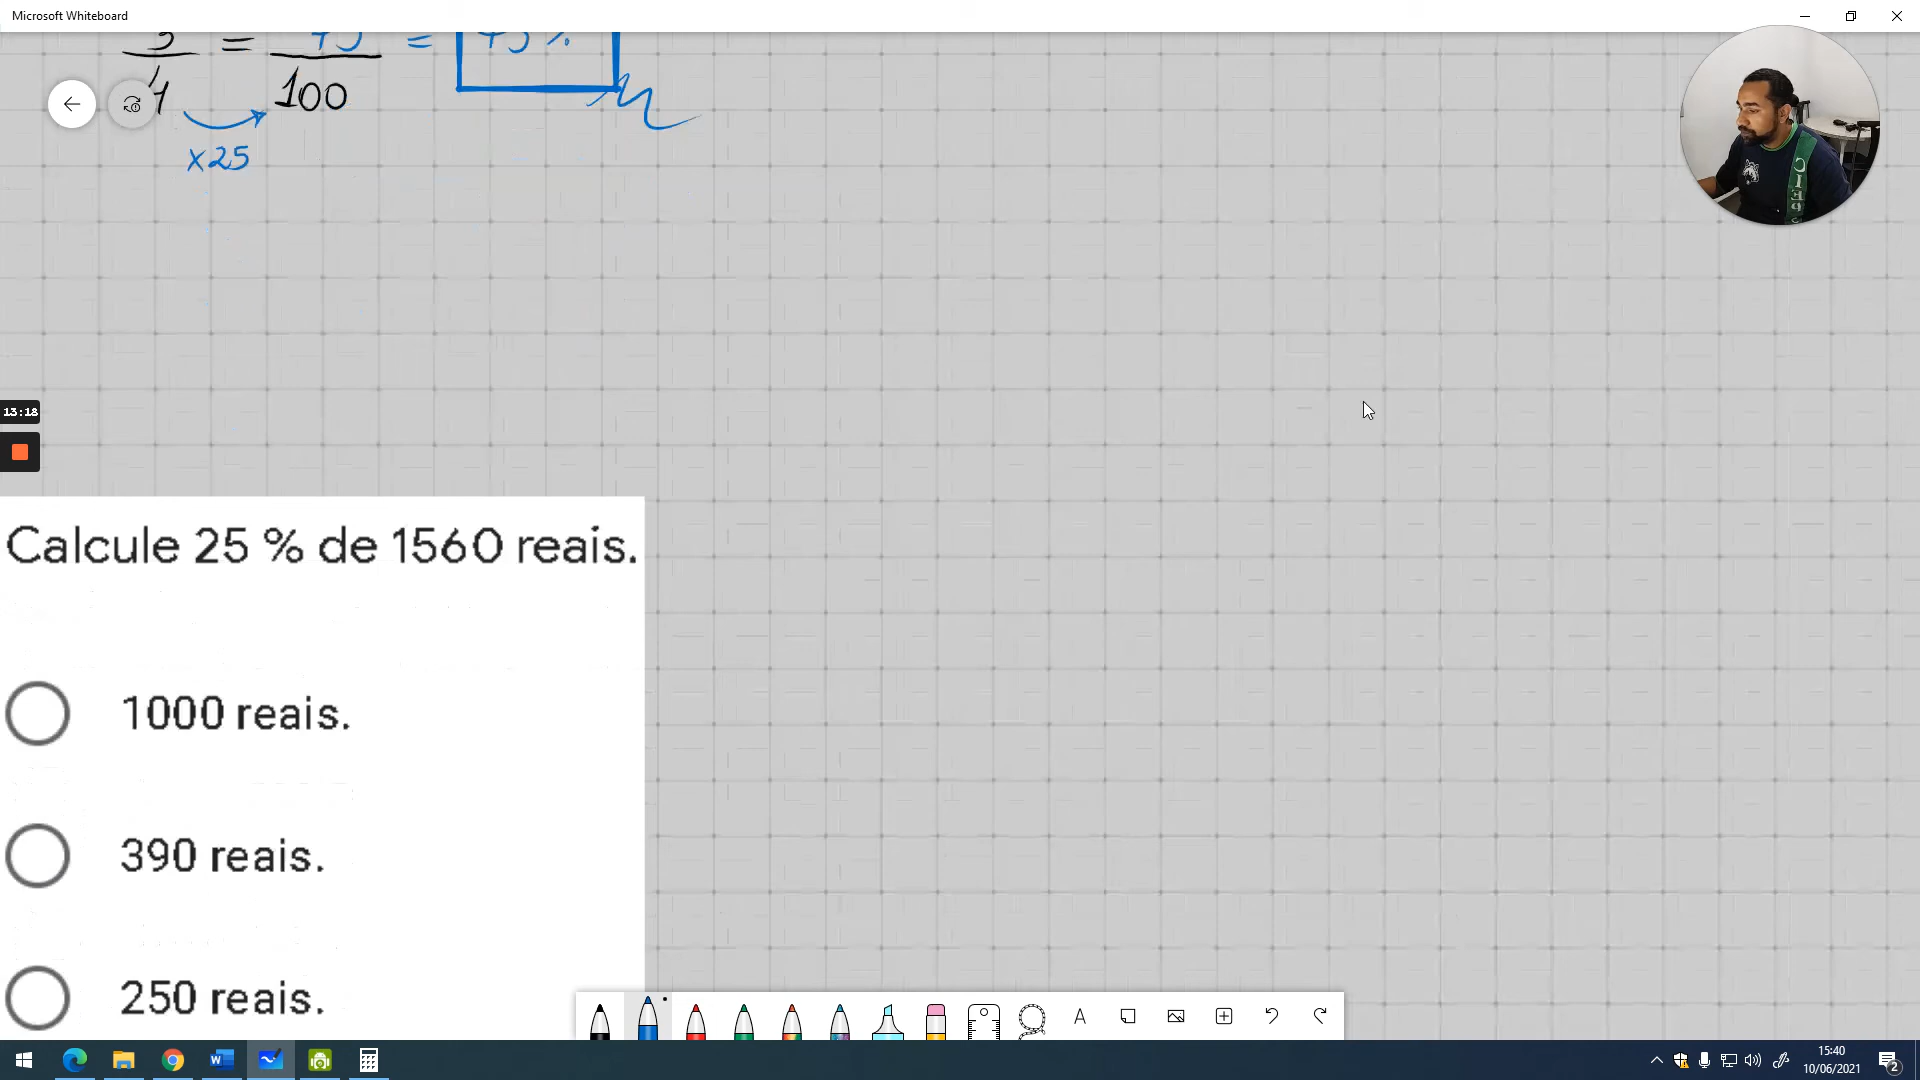 Microsoft Whiteboard
= =
4 100
x25
13:18
Calcule 25 % de 1560 reais.
1000 reais.
390 reais.
250 reais.
A
15:40
10/06/2021
2